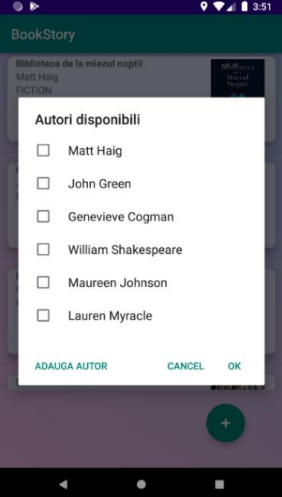 3:51
BookStory
Biblioteca de la miezul noptii
Matt Haig
FICTION
Autori disponibili
Matt Haig
John Green
Genevieve Cogman
William Shakespeare
Maureen Johnson
Lauren Myracle
ADAUGA AUTOR CANCEL OK
+